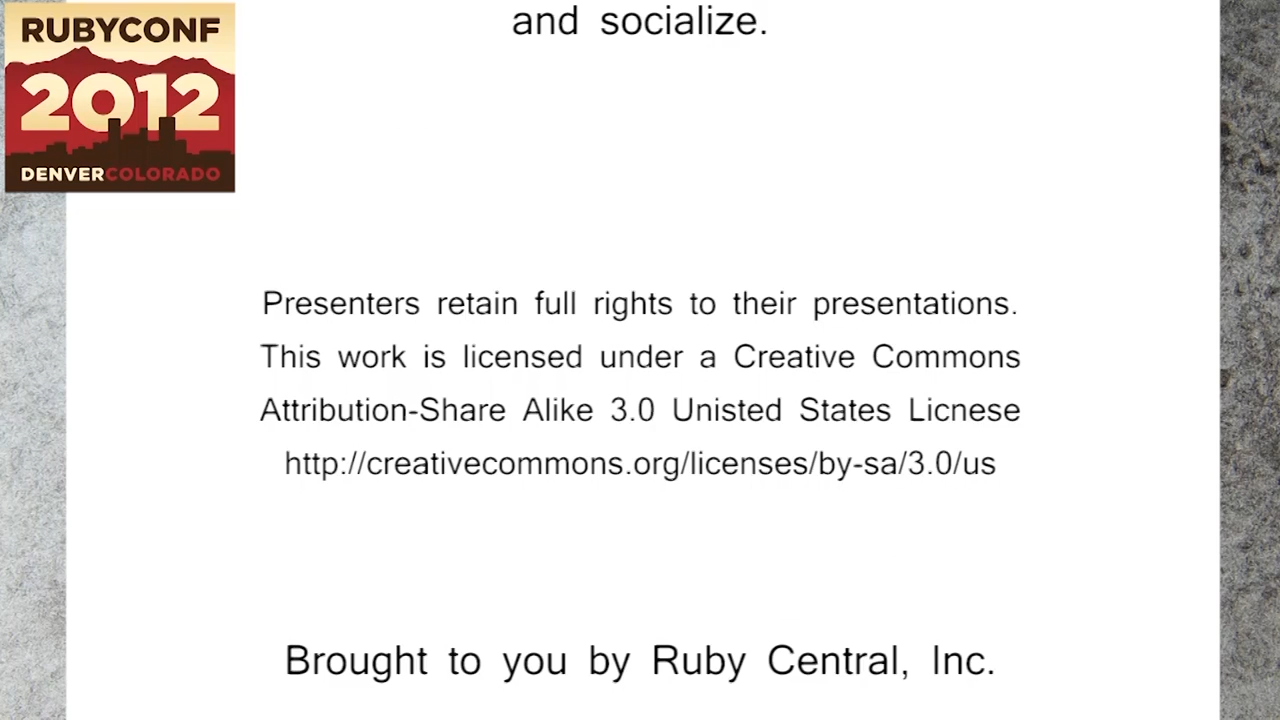 RUBYCONF
2012
DENVERCOLORADO
and socialize.
Presenters retain full rights to their presentations.
This work is licensed under a Creative Commons
Attribution-Share Alike 3.0 Unisted States Licnese
http://creativecommons.org/licenses/by-sa/3.0/us
Brought to you by Ruby Central, Inc.